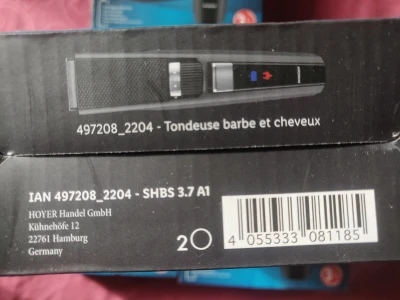 497208_2204 - Tondeuse barbe et cheveux
IAN 497208_2204 - SHBS 3.7 A1
HOYER Handel GmbH
Kühnehöfe 12
22761 Hamburg
Germany
2
4 055333 081185